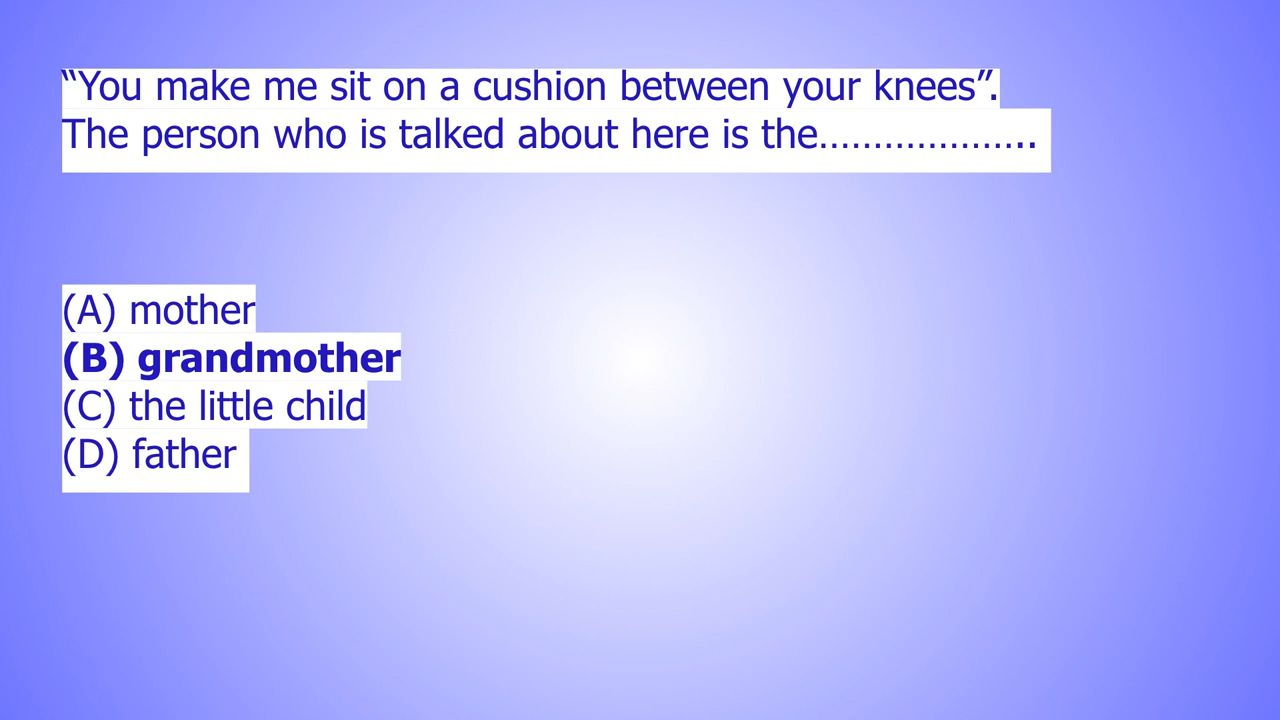 “You make me sit on a cushion between your knees”.
The person who is talked about here is the………………..
(A) mother
(B) grandmother
(C) the little child
(D) father